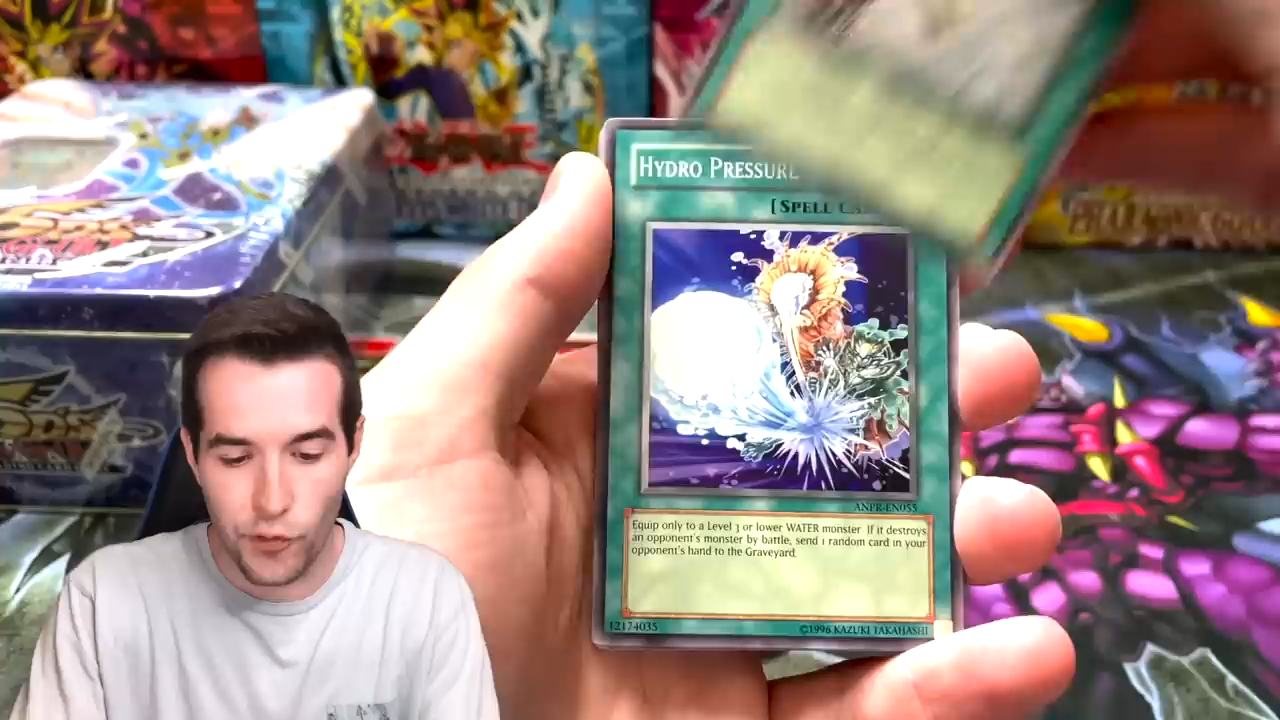 HYDRO PRESSURE
[ SPELL CA
ANPR-EN055
Equip only to a Level 3 or lower WATER monster. If it destroys
an opponent's monster by battle, send 1 random card in your
opponent's hand to the Graveyard.
12174035
©1996 KAZUKI TAKAHASHI